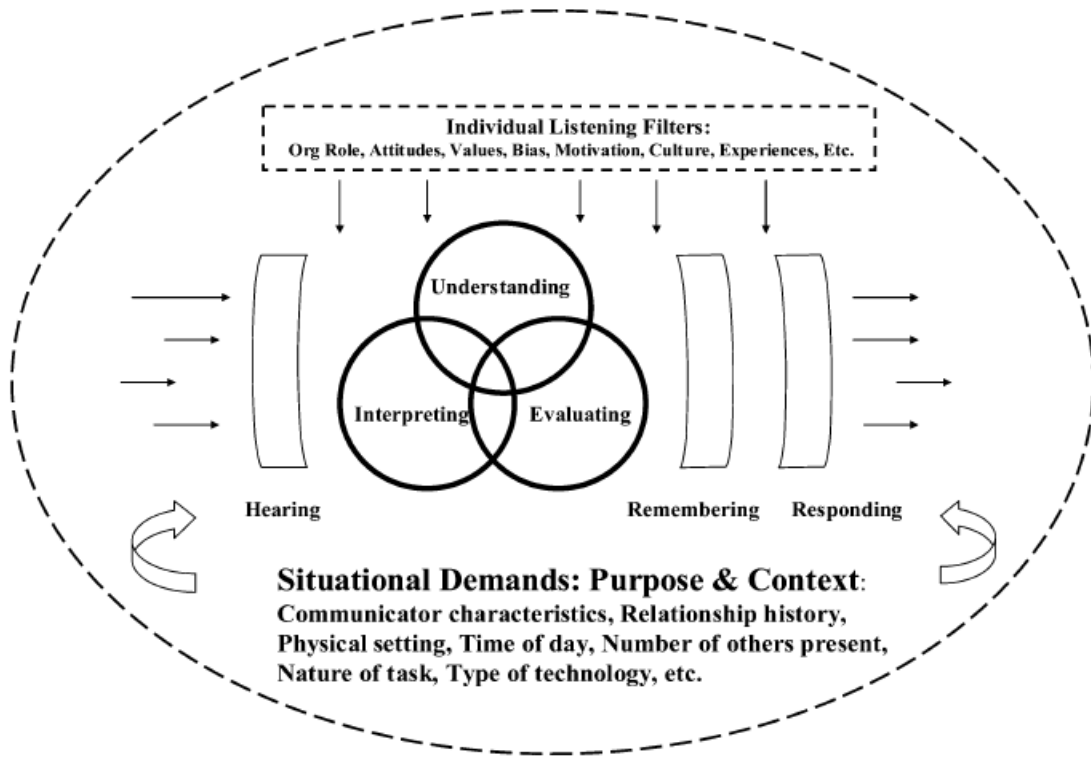 Individual Listening Filters:
Org Role, Attitudes, Values, Bias, Motivation, Culture, Experiences, Etc.
Understanding
Interpreting
Evaluating
Hearing
Remembering
Responding
Situational Demands: Purpose & Context:
Communicator characteristics, Relationship history,
Physical setting, Time of day, Number of others present,
Nature of task, Type of technology, etc.